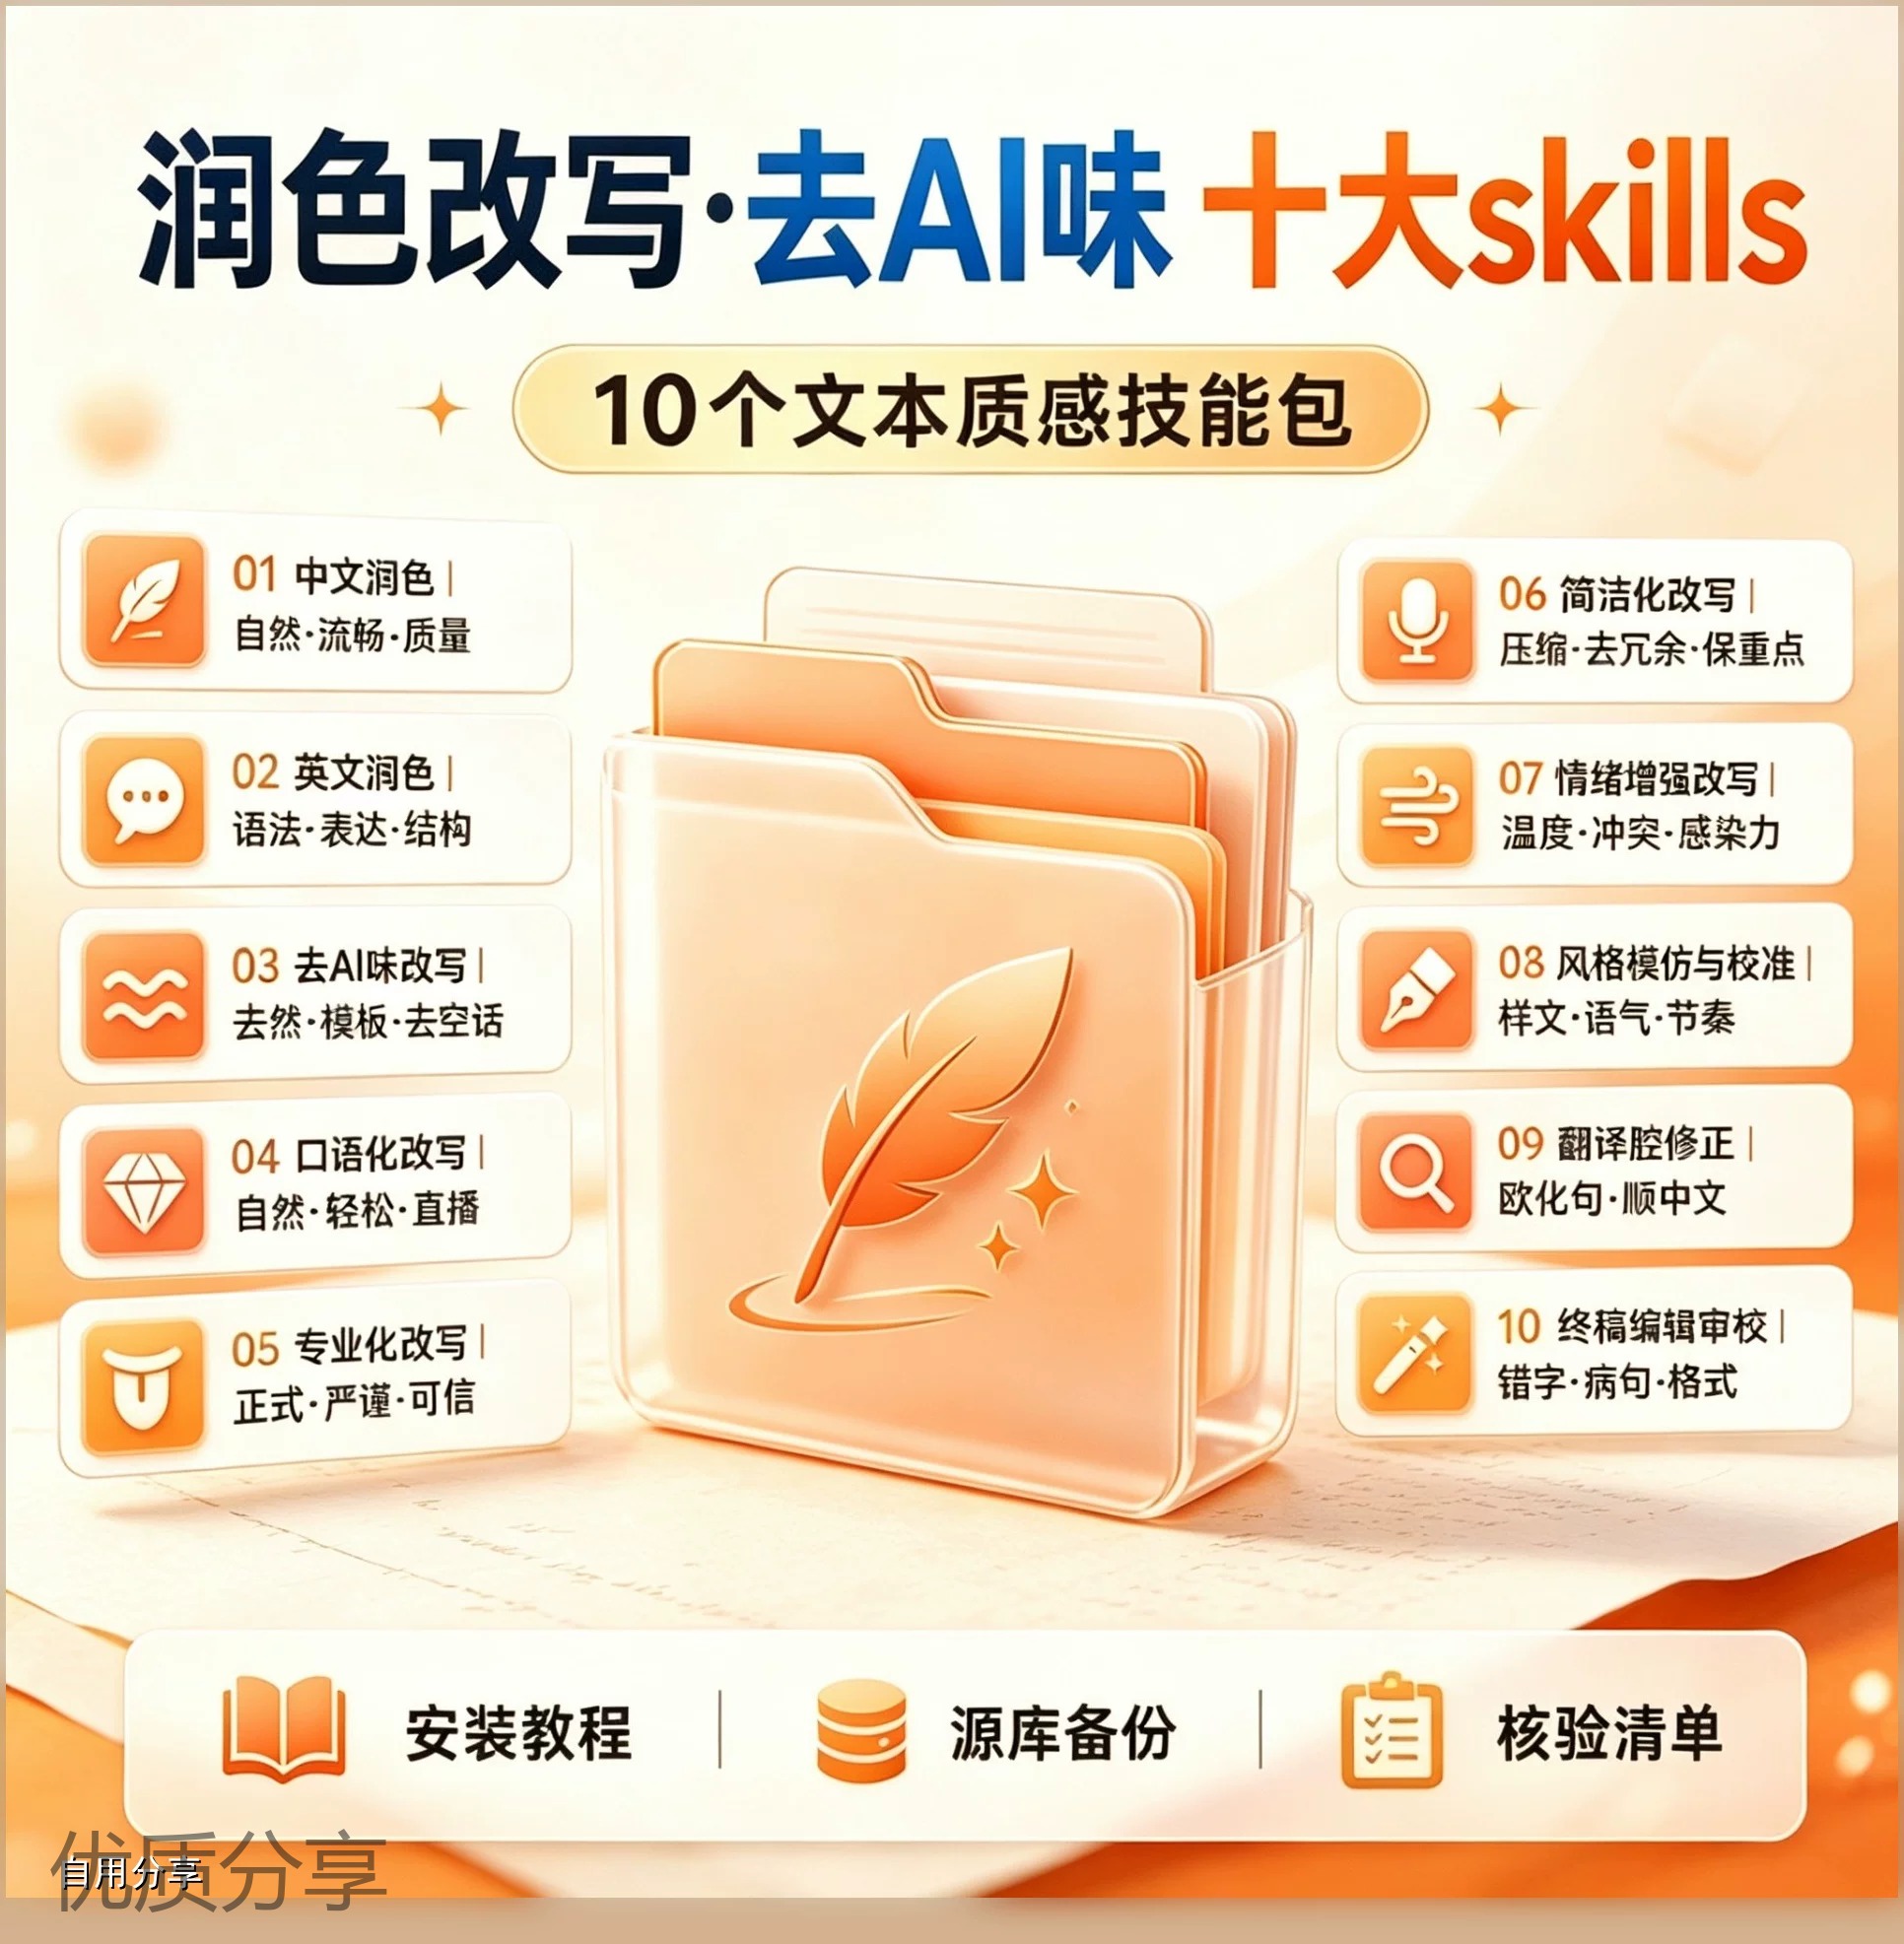 润色改写·去AI味 十大skills
10个文本质感技能包
01 中文润色 |
自然·流畅·质量
02 英文润色 |
语法·表达·结构
03 去AI味改写 |
去然·模板·去空话
04 口语化改写 |
自然·轻松·直播
05 专业化改写 |
正式·严谨·可信
06 简洁化改写 |
压缩·去冗余·保重点
07 情绪增强改写 |
温度·冲突·感染力
08 风格模仿与校准 |
样文·语气·节奏
09 翻译腔修正 |
欧化句·顺中文
10 终稿编辑审校 |
错字·病句·格式
安装教程 | 源库备份 | 核验清单
优质分享
自用分享